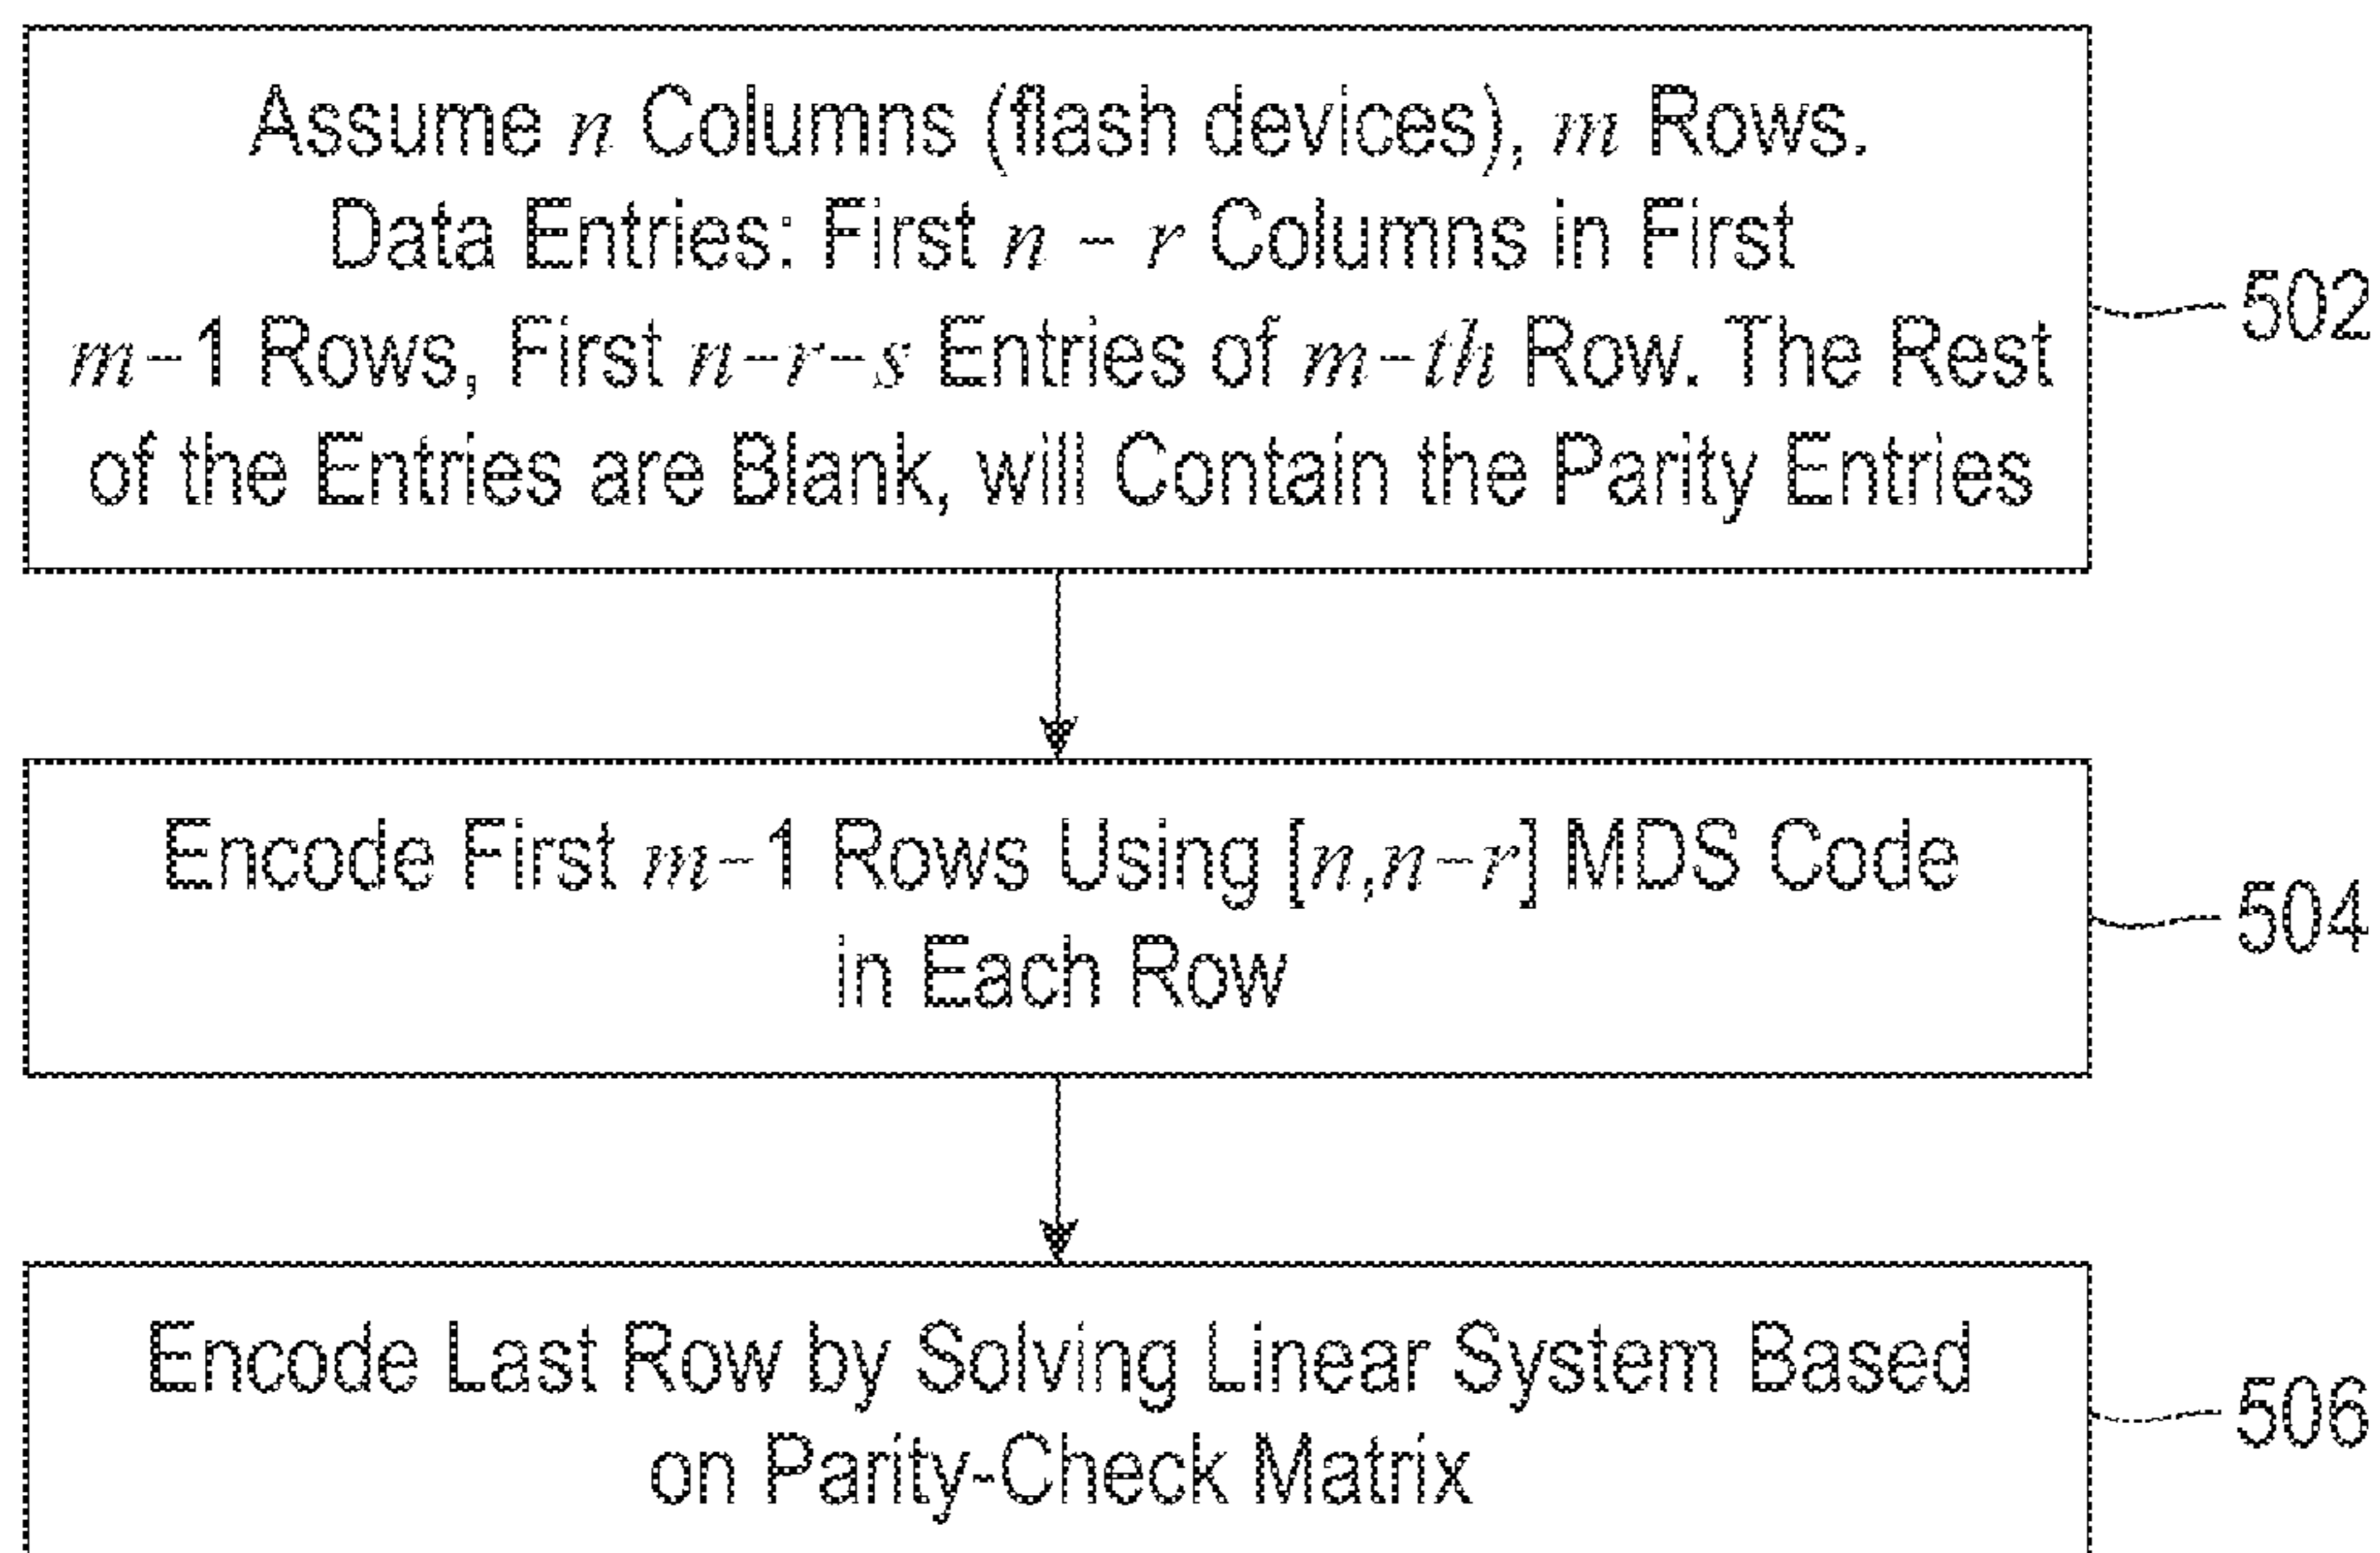 Assume n Columns (flash devices), m Rows.
Data Entries: First n - r Columns in First
m-1 Rows, First n-r-s Entries of m-th Row. The Rest
of the Entries are Blank, will Contain the Parity Entries
502
Encode First m-1 Rows Using [n,n-r] MDS Code
in Each Row
504
Encode Last Row by Solving Linear System Based
on Parity-Check Matrix
506